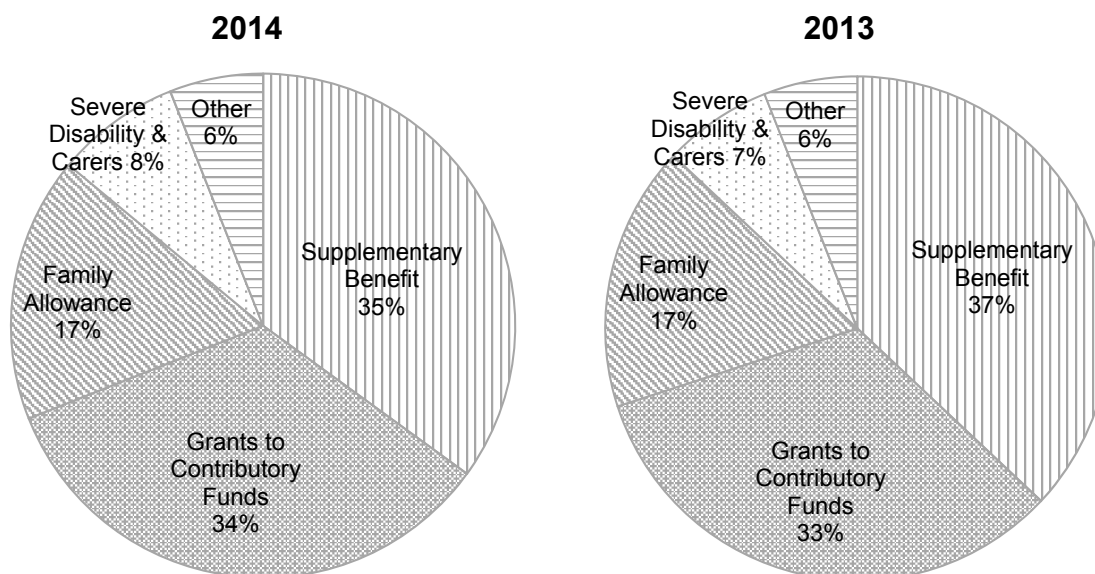 2014
Severe
Disability &
Carers 8%
Other
6%
Supplementary
Benefit
35%
Family
Allowance
17%
Grants to
Contributory
Funds
34%
2013
Severe
Disability &
Carers 7%
Other
6%
Supplementary
Benefit
37%
Family
Allowance
17%
Grants to
Contributory
Funds
33%